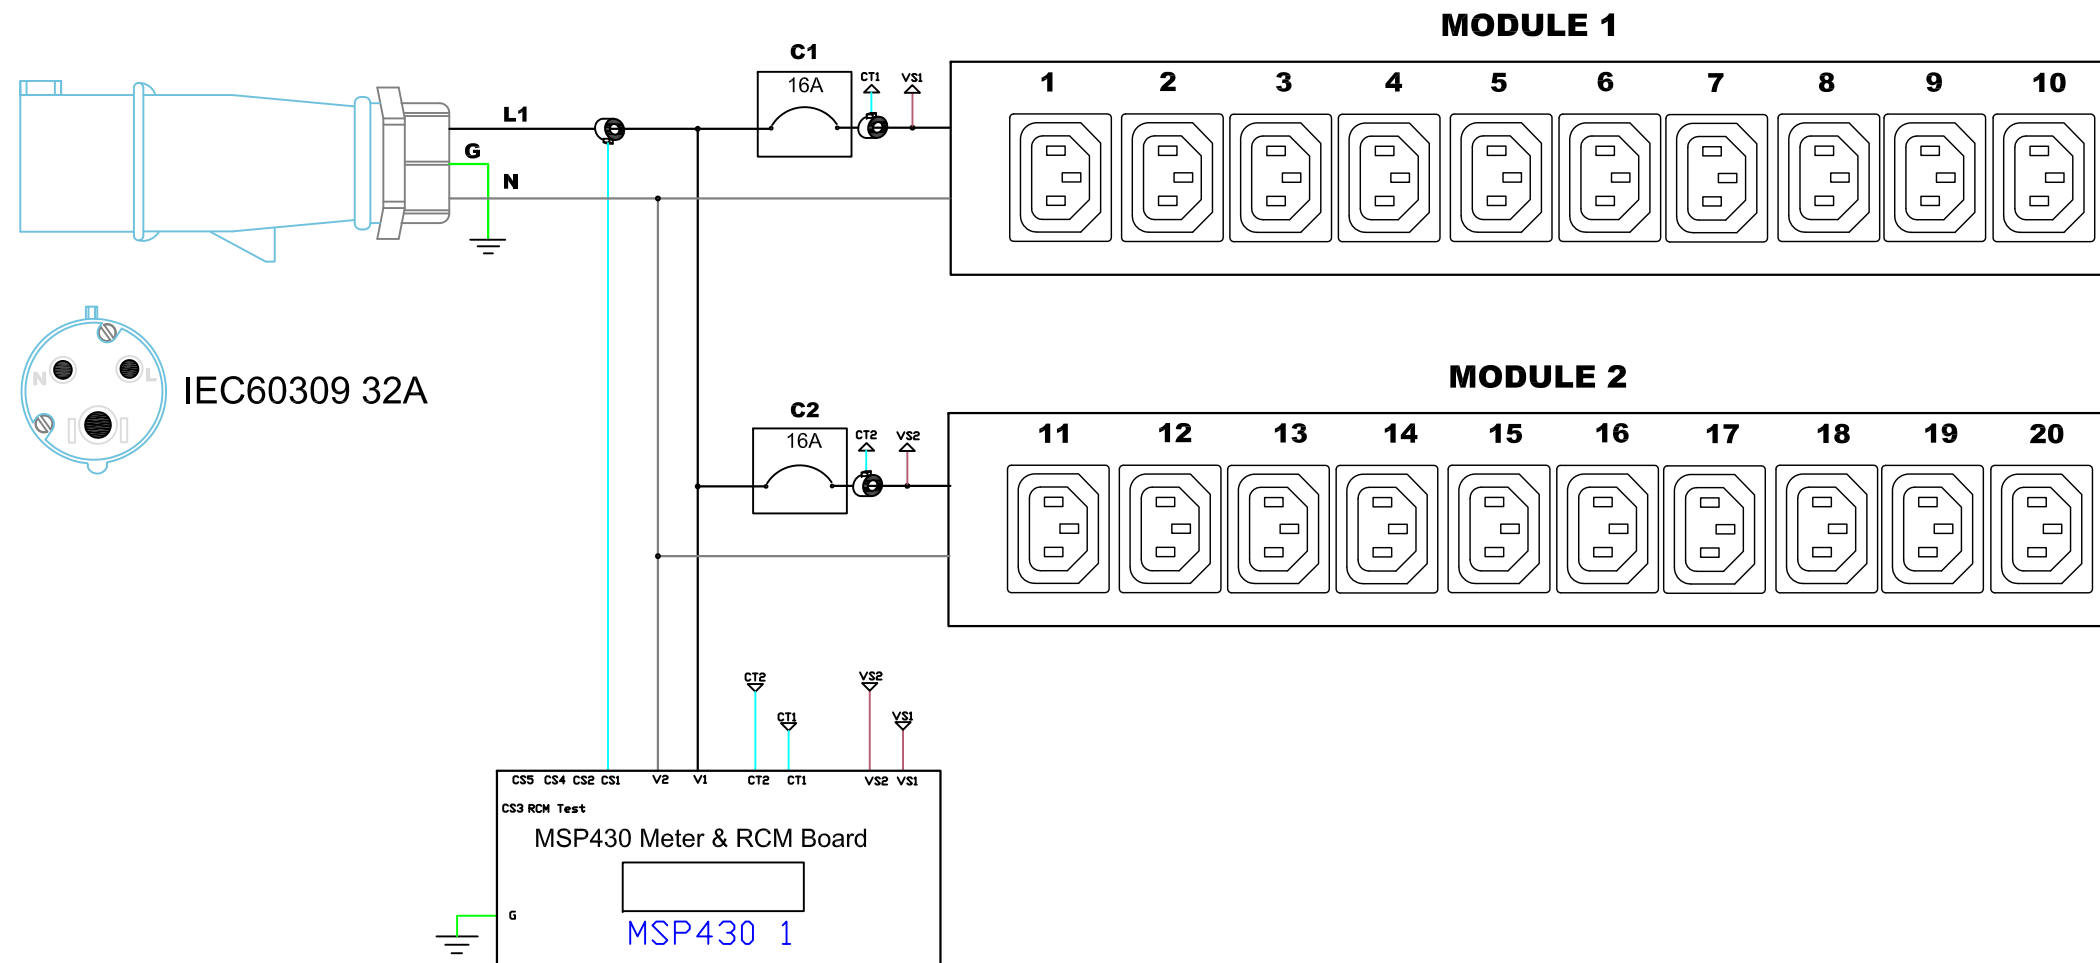 MODULE 1
C1
16A
CT1 VS1
1 2 3 4 5 6 7 8 9 10
L1
G
N
N L
IEC60309 32A
MODULE 2
C2
16A
CT2 VS2
11 12 13 14 15 16 17 18 19 20
CT2 VS2
CT1 VS1
CS5 CS4 CS2 CS1 V2 V1 CT2 CT1 VS2 VS1
CS3 RCM Test
MSP430 Meter & RCM Board
G
MSP430 1